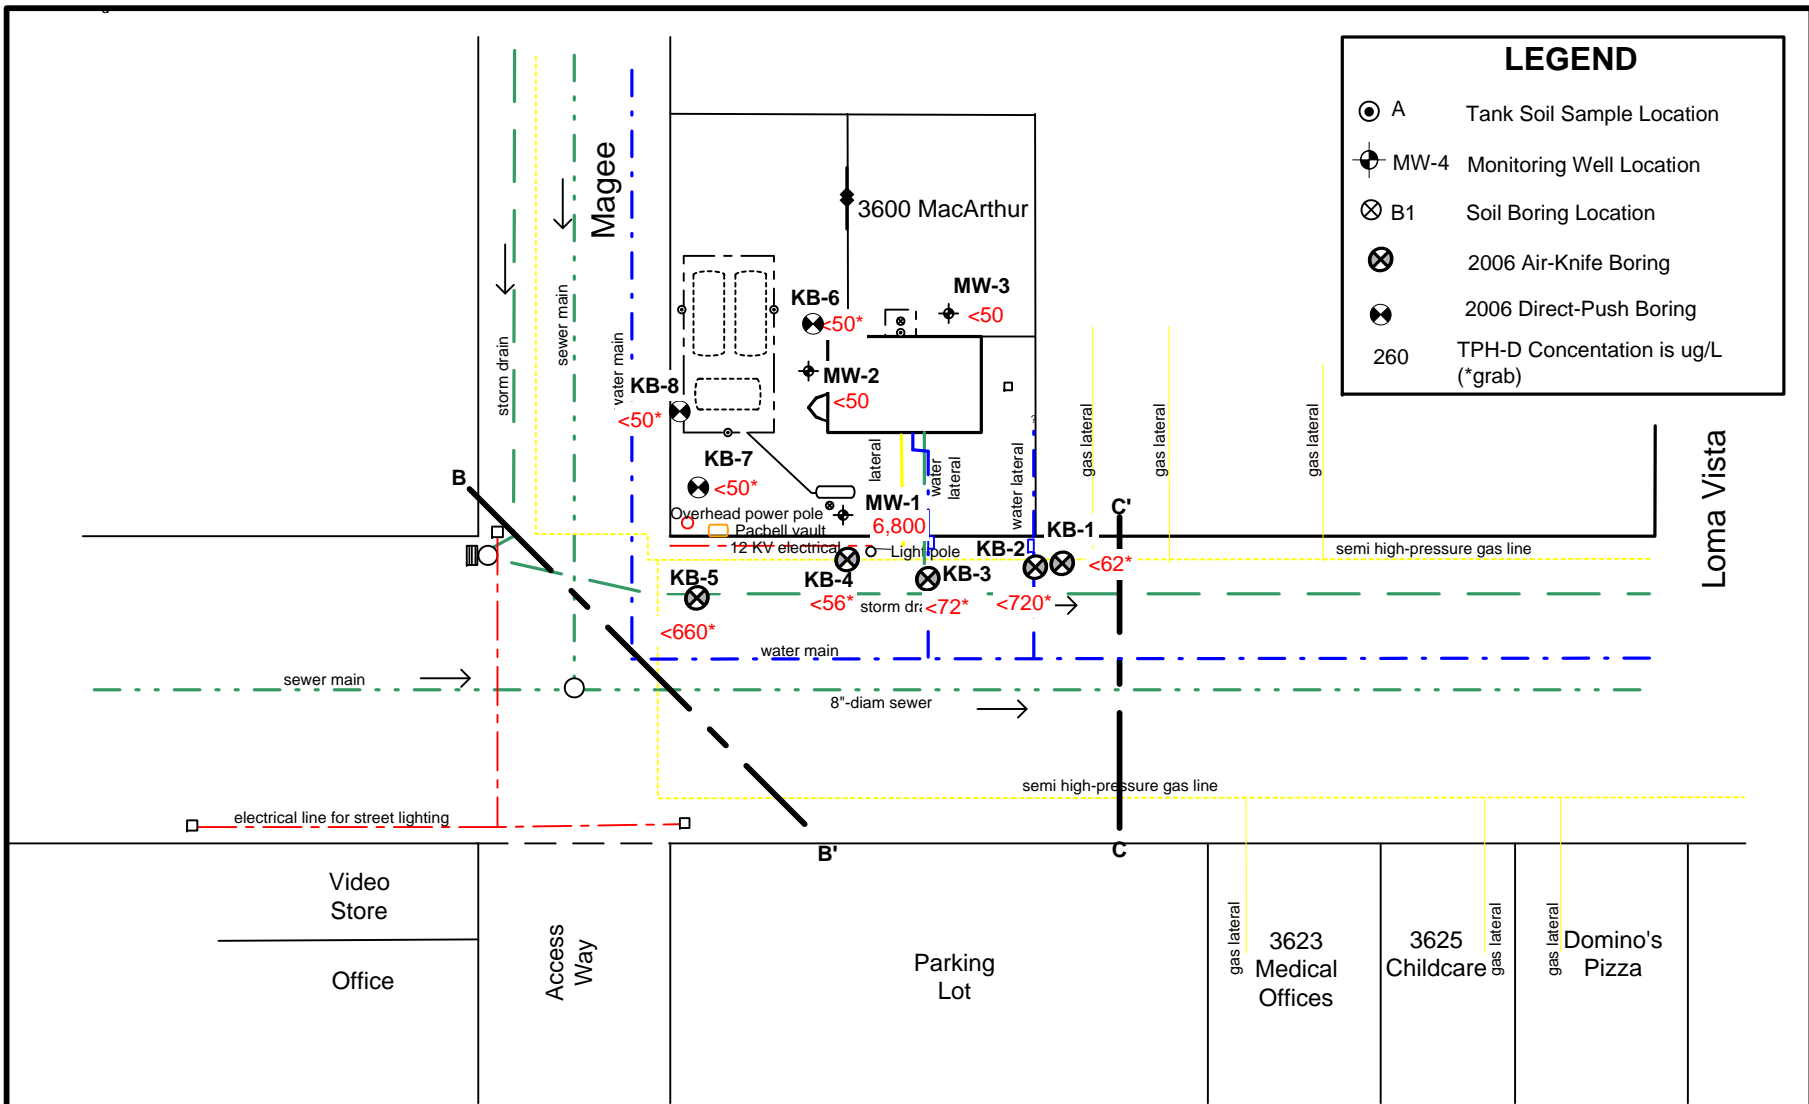 LEGEND
A Tank Soil Sample Location
MW-4 Monitoring Well Location
B1 Soil Boring Location
2006 Air-Knife Boring
2006 Direct-Push Boring
260 TPH-D Concentation is ug/L
(*grab)
Magee
3600 MacArthur
storm drain
sewer main
water main
KB-6
<50*
MW-3
<50
MW-2
<50
KB-8
<50*
KB-7
<50*
lateral
water
lateral
water lateral
gas lateral
gas lateral
gas lateral
Loma Vista
B
C'
MW-1
6,800
Overhead power pole
Pacbell vault
12 KV electrical
Light pole
KB-2
KB-1
<62*
semi high-pressure gas line
KB-5
KB-4
KB-3
<56*
storm dra
<72*
<720*
<660*
water main
sewer main
8"-diam sewer
semi high-pressure gas line
electrical line for street lighting
B'
C
Video
Store
Office
Access
Way
Parking
Lot
gas lateral
3623
Medical
Offices
3625
Childcare
gas lateral
gas lateral
Domino's
Pizza